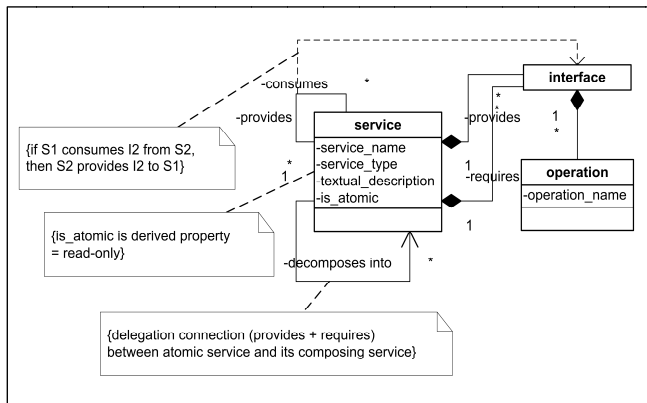 -consumes
*
interface
-provides
service
-provides
*
*
1
*
{if S1 consumes I2 from S2,
then S2 provides I2 to S1}
-service_name
-service_type
-textual_description
-is_atomic
*
1
1
-requires
1
operation
-operation_name
{is_atomic is derived property
= read-only}
-decomposes into
*
{delegation connection (provides + requires)
between atomic service and its composing service}